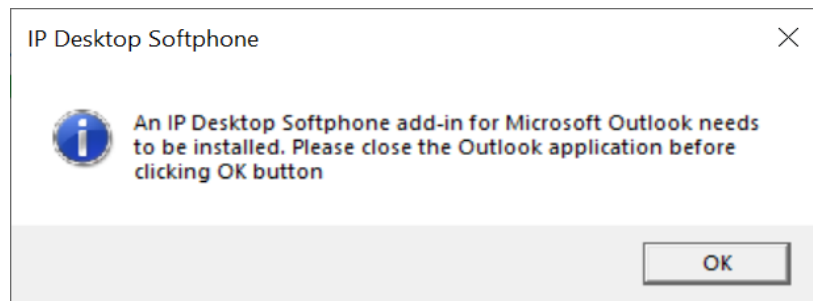 IP Desktop Softphone
An IP Desktop Softphone add-in for Microsoft Outlook needs
to be installed. Please close the Outlook application before
clicking OK button
OK